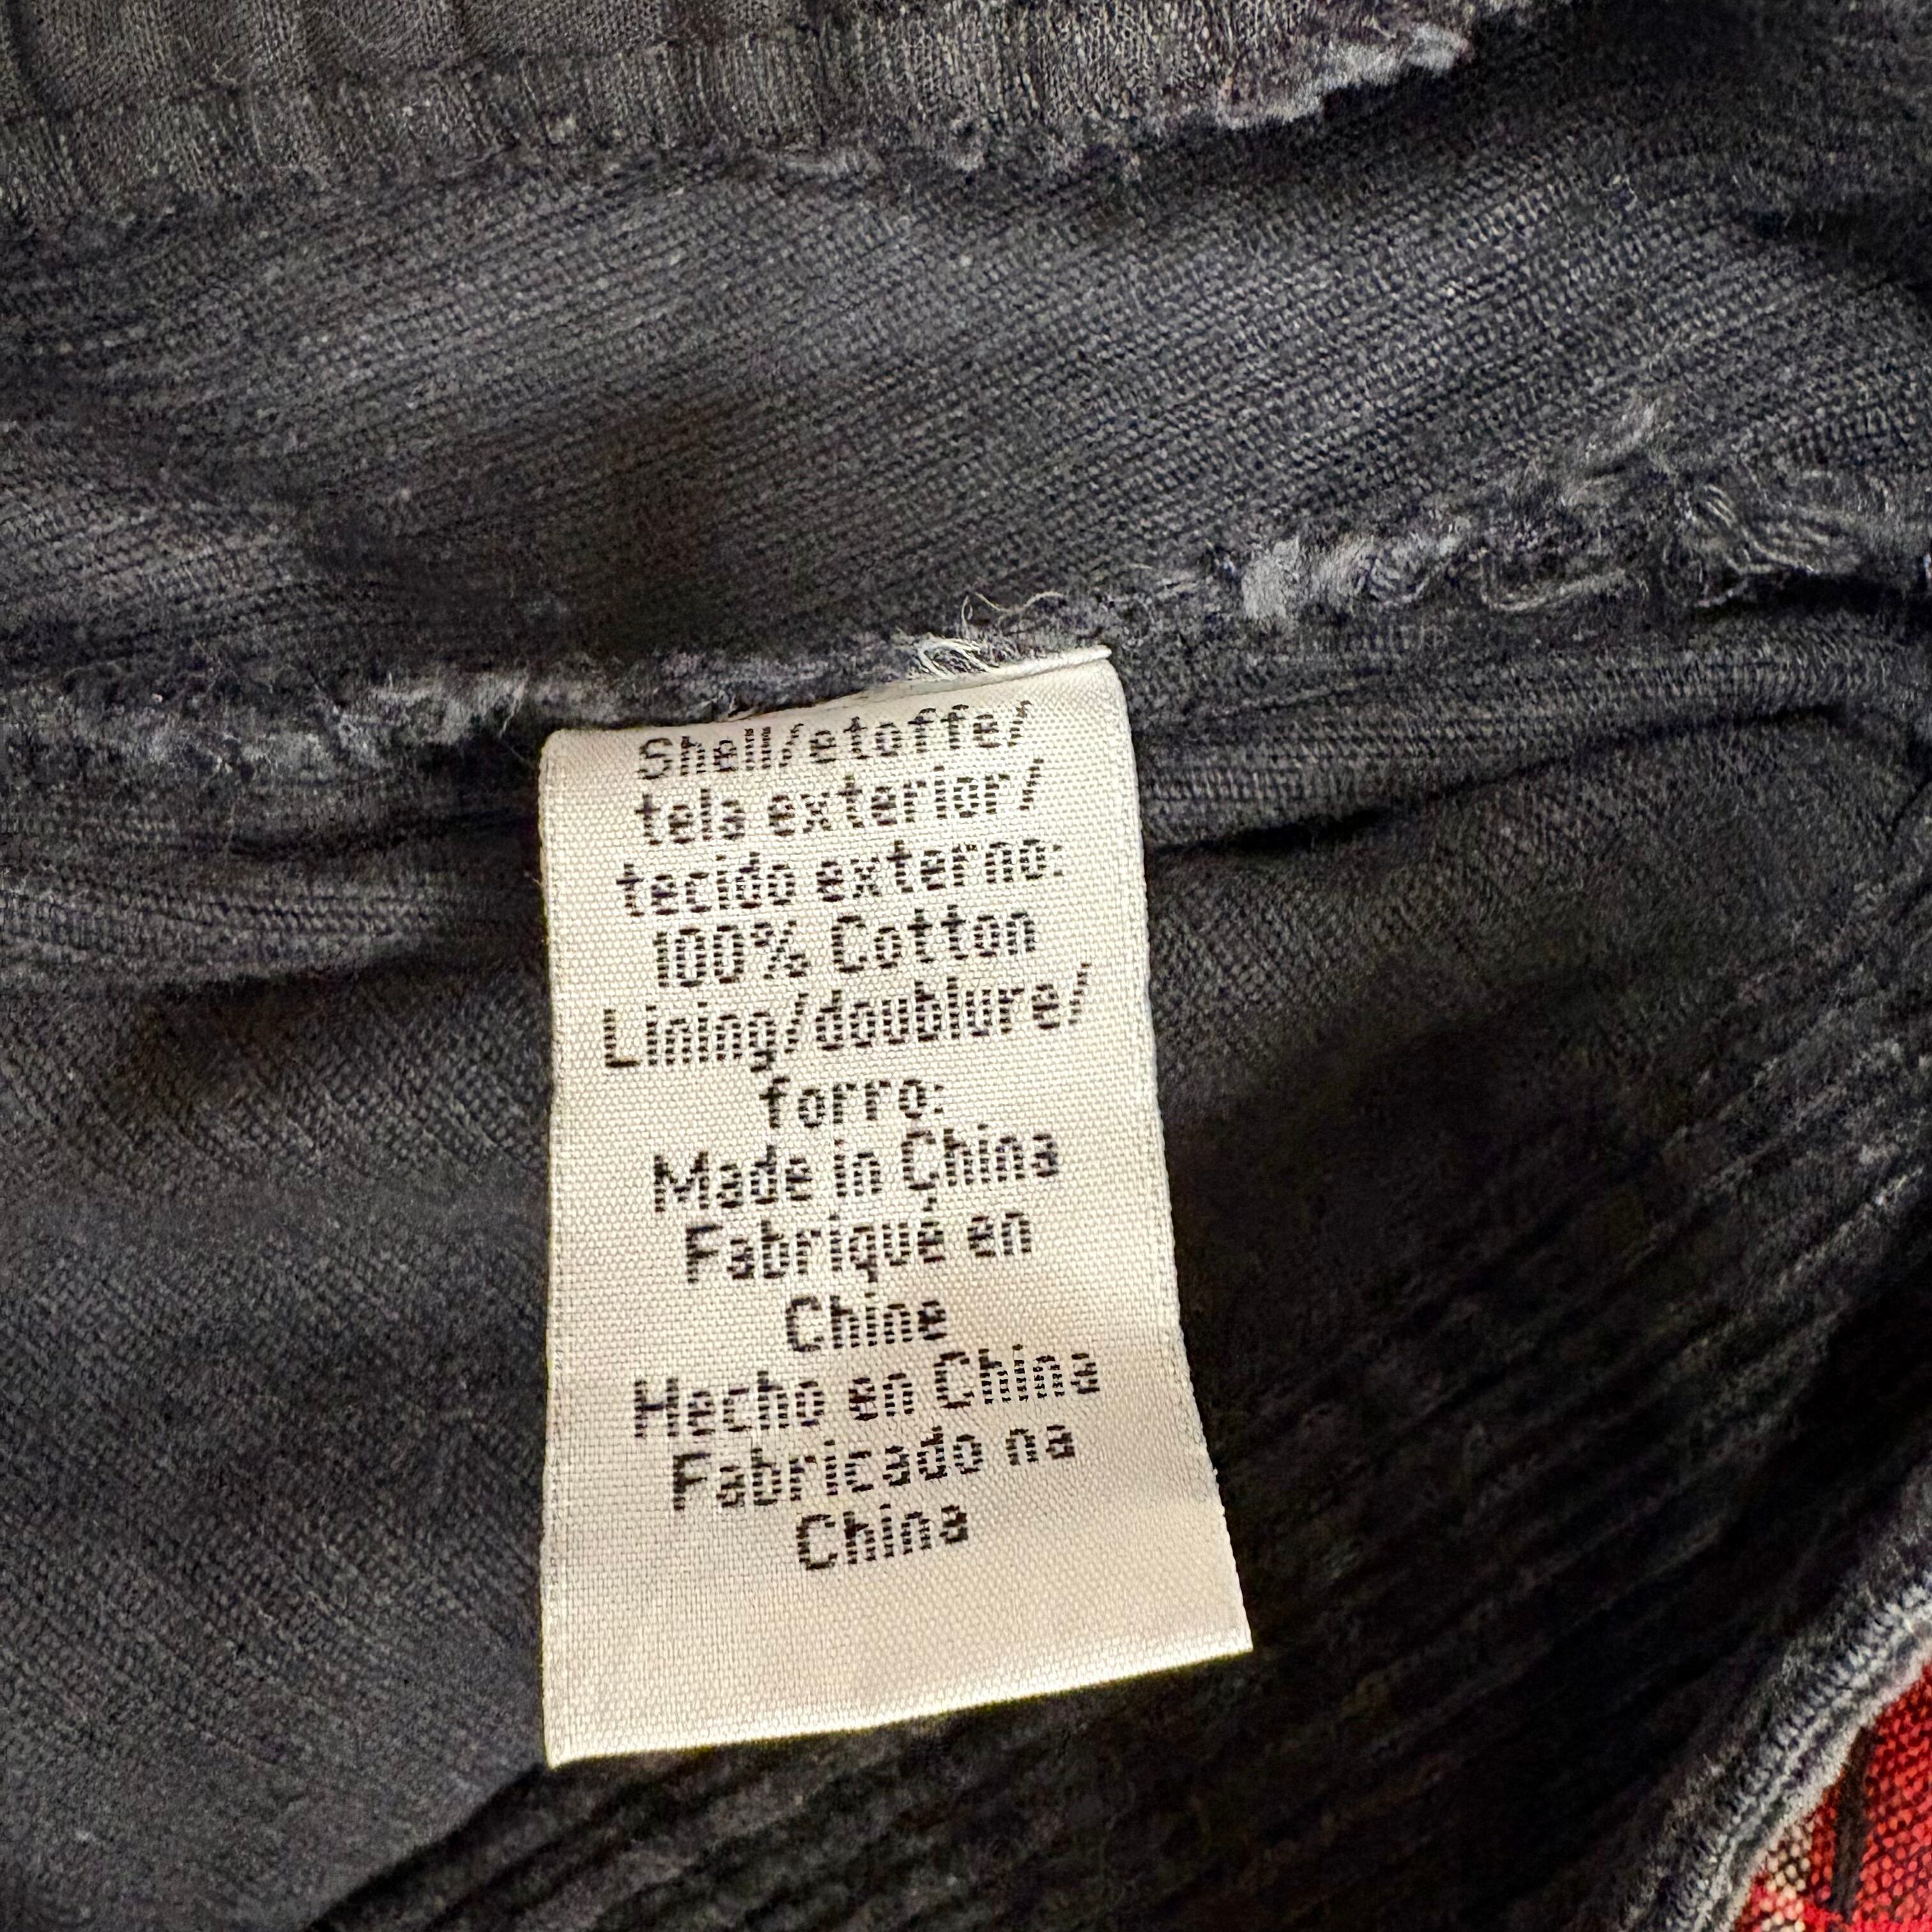 Shell/etoffe/
tela exterior/
tecido externo:
100% Cotton
Lining/doublure/
forro:
Made in China
Fabriqué en
Chine
Hecho en China
Fabricado na
China